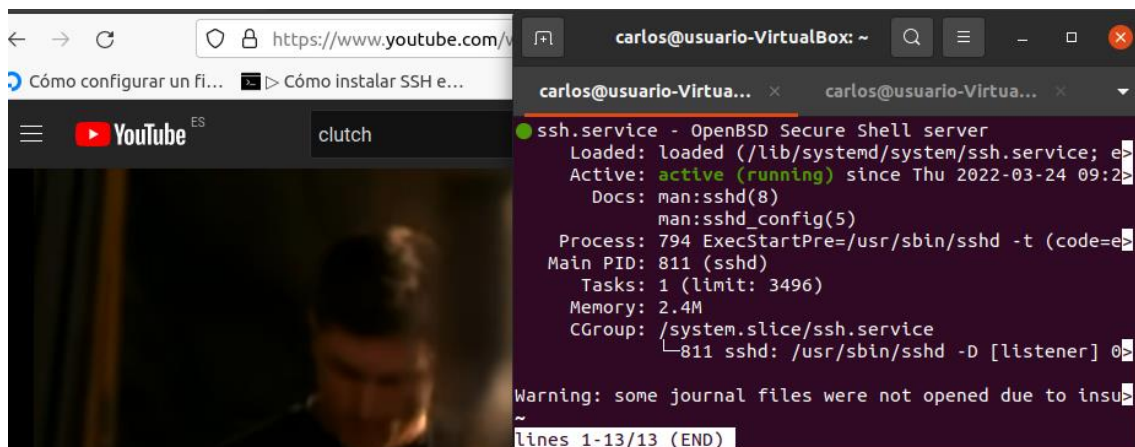 https://www.youtube.com/
Cómo configurar un fi… ▷ Cómo instalar SSH e…
YouTube ES
clutch
carlos@usuario-VirtualBox: ~
carlos@usuario-Virtua… × carlos@usuario-Virtua… ×
ssh.service - OpenBSD Secure Shell server
Loaded: loaded (/lib/systemd/system/ssh.service; e>
Active: active (running) since Thu 2022-03-24 09:2>
Docs: man:sshd(8)
man:sshd_config(5)
Process: 794 ExecStartPre=/usr/sbin/sshd -t (code=e>
Main PID: 811 (sshd)
Tasks: 1 (limit: 3496)
Memory: 2.4M
CGroup: /system.slice/ssh.service
└─811 sshd: /usr/sbin/sshd -D [listener] 0>
Warning: some journal files were not opened due to insu>
~
lines 1-13/13 (END)